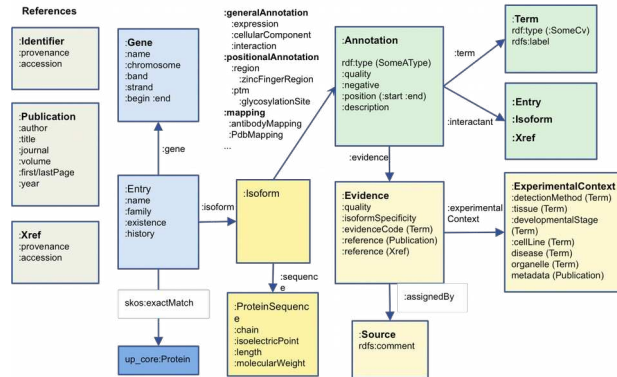 References
:Identifier
:provenance
:accession
:Publication
:author
:title
:journal
:volume
:first/lastPage
:year
:Xref
:provenance
:accession
:Gene
:name
:chromosome
:band
:strand
:begin :end
:gene
:Entry
:name
:family
:existence
:history
skos:exactMatch
up_core:Protein
:isoform
:generalAnnotation
:expression
:cellularComponent
:interaction
:positionalAnnotation
:region
:zincFingerRegion
:ptm
:glycosylationSite
:mapping
:antibodyMapping
:PdbMapping
...
:Isoform
:sequenc
e
:ProteinSequenc
e
:chain
:isoelectricPoint
:length
:molecularWeight
:Annotation
rdf:type (SomeAType)
:quality
:negative
:position (:start :end)
:description
:evidence
:Evidence
:quality
:isoformSpecificity
:evidenceCode (Term)
:reference (Publication)
:reference (Xref)
:assignedBy
:Source
rdfs:comment
:term
:interactant
:Term
rdf:type (:SomeCv)
rdfs:label
:Entry
:Isoform
:Xref
:experimental
Context
:ExperimentalContext
:detectionMethod (Term)
:tissue (Term)
:developmentalStage
(Term)
:cellLine (Term)
disease (Term)
organelle (Term)
metadata (Publication)